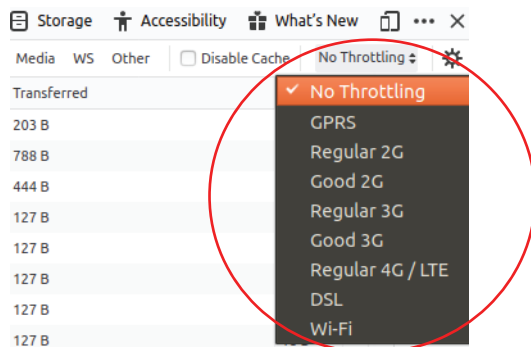 Storage Accessibility What's New
Media WS Other Disable Cache No Throttling
Transferred
No Throttling
203 B
GPRS
788 B
Regular 2G
444 B
Good 2G
127 B
Regular 3G
127 B
Good 3G
127 B
Regular 4G / LTE
127 B
DSL
127 B
Wi-Fi